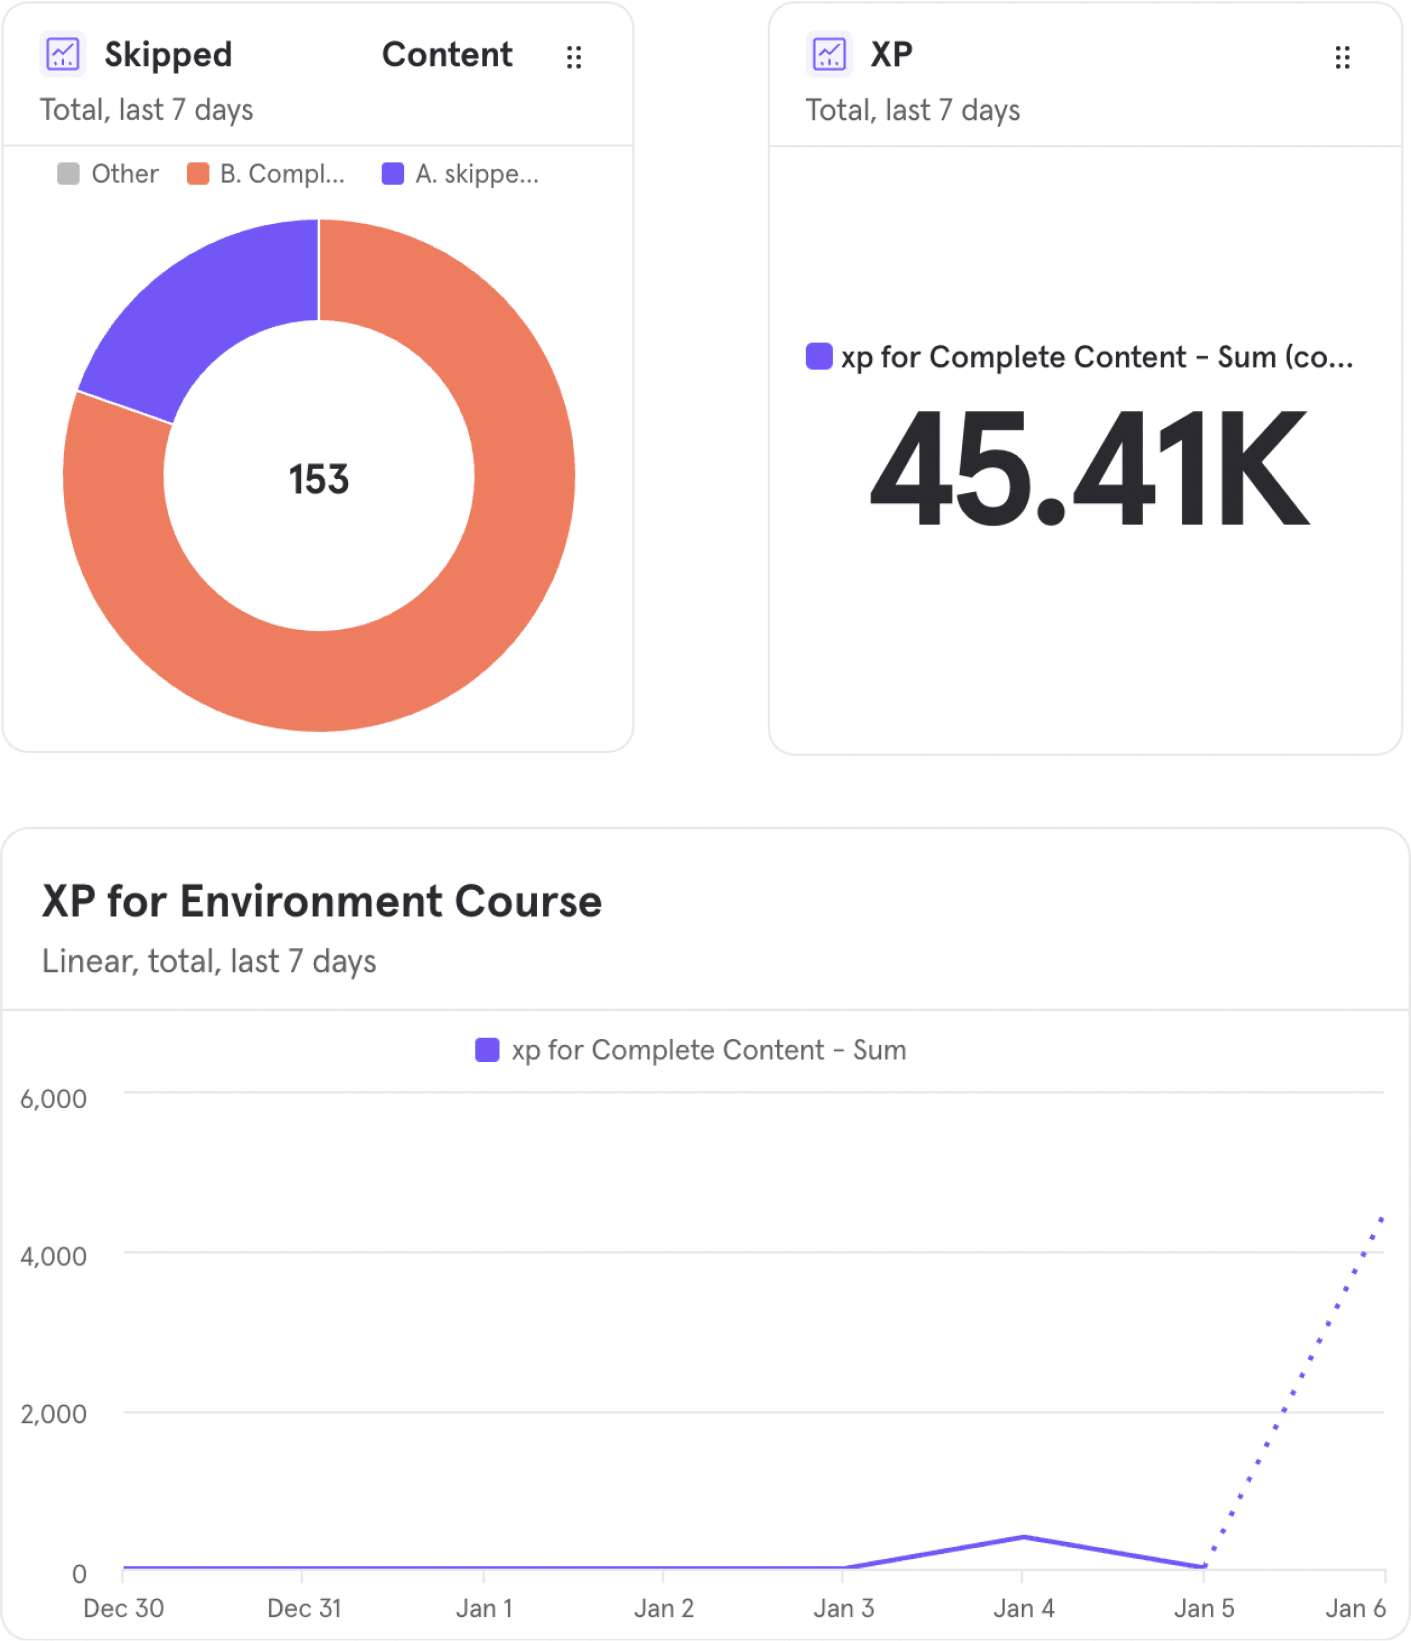 Skipped Content
Total, last 7 days
Other B. Compl... A. skippe...
153
XP
Total, last 7 days
xp for Complete Content - Sum (co...
45.41K
XP for Environment Course
Linear, total, last 7 days
xp for Complete Content - Sum
6,000
4,000
2,000
0
Dec 30 Dec 31 Jan 1 Jan 2 Jan 3 Jan 4 Jan 5 Jan 6